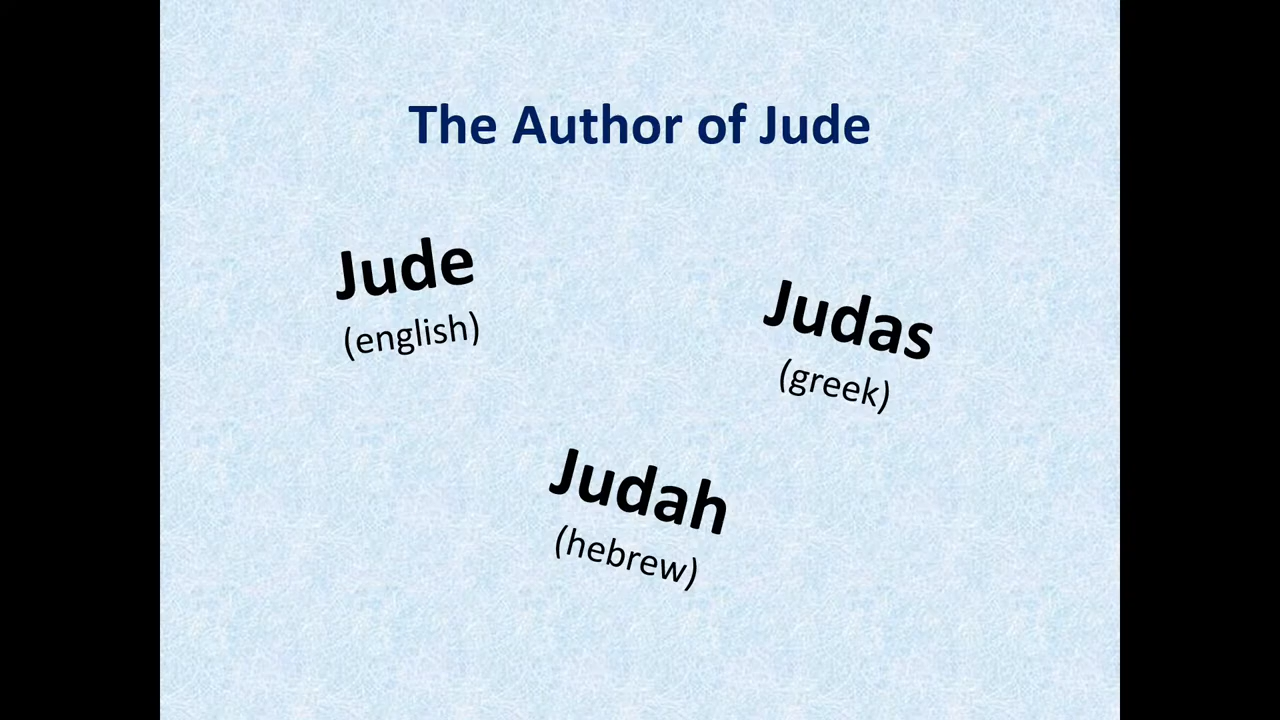 The Author of Jude
Jude
(english)
Judas
(greek)
Judah
(hebrew)